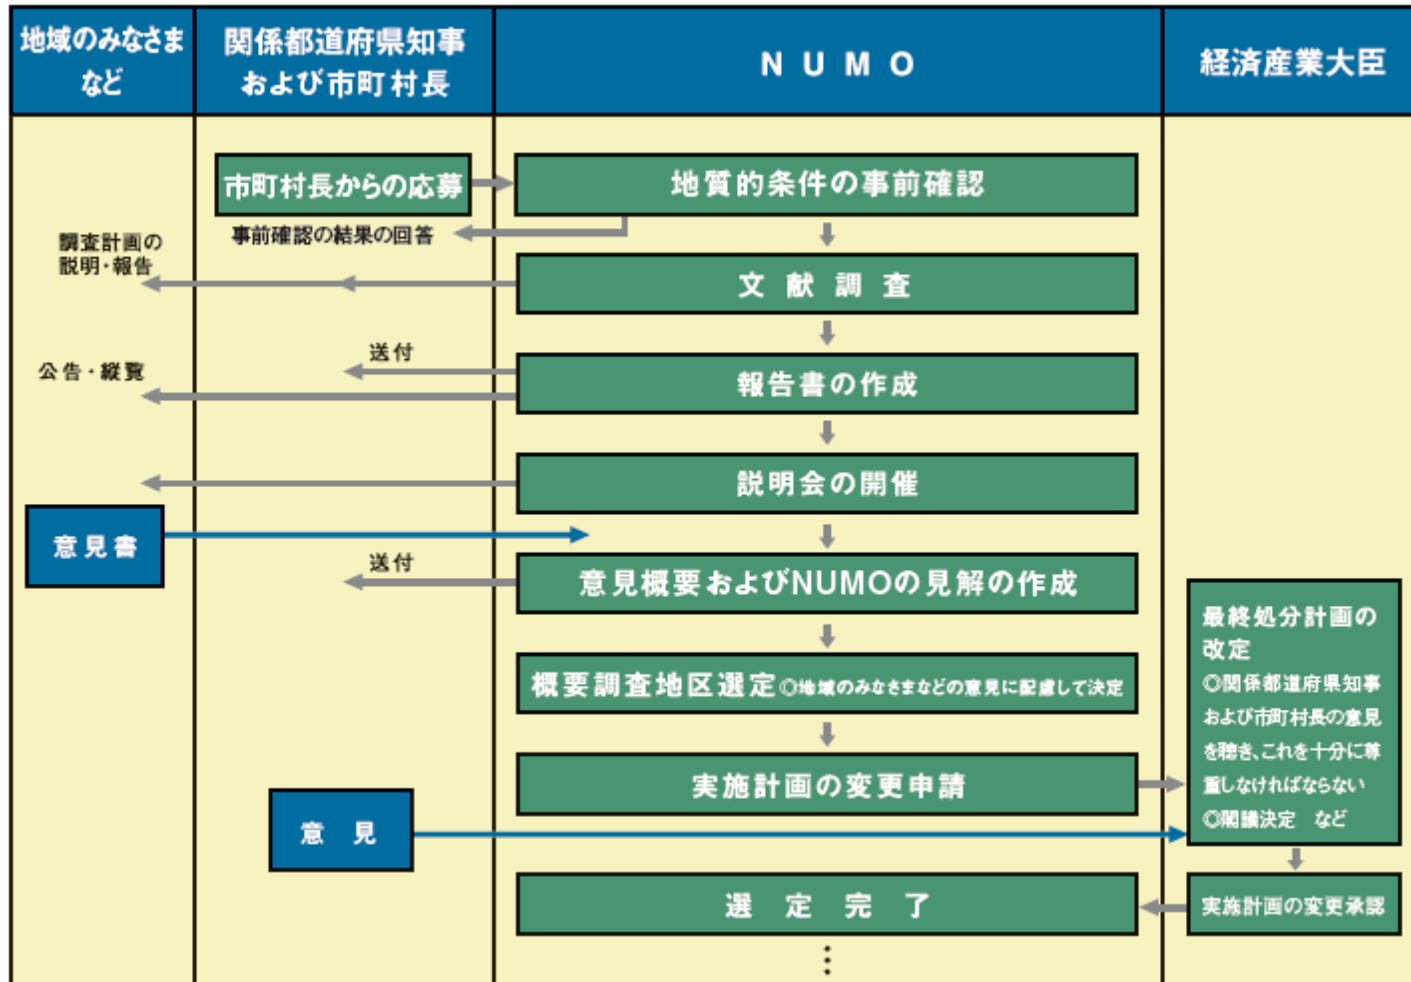 地域のみなさま
など
関係都道府県知事
および市町村長
NUMO
経済産業大臣
市町村長からの応募
地質的条件の事前確認
事前確認の結果の回答
調査計画の
説明・報告
文献調査
送付
公告・縦覧
報告書の作成
説明会の開催
意見書
送付
意見概要およびNUMOの見解の作成
概要調査地区選定 ◎地域のみなさまなどの意見に配慮して決定
実施計画の変更申請
最終処分計画の
改定
◎関係都道府県知事
および市町村長の意見
を聴き、これを十分に尊
重しなければならない
◎閣議決定　など
意見
選定完了
実施計画の変更承認
⋮